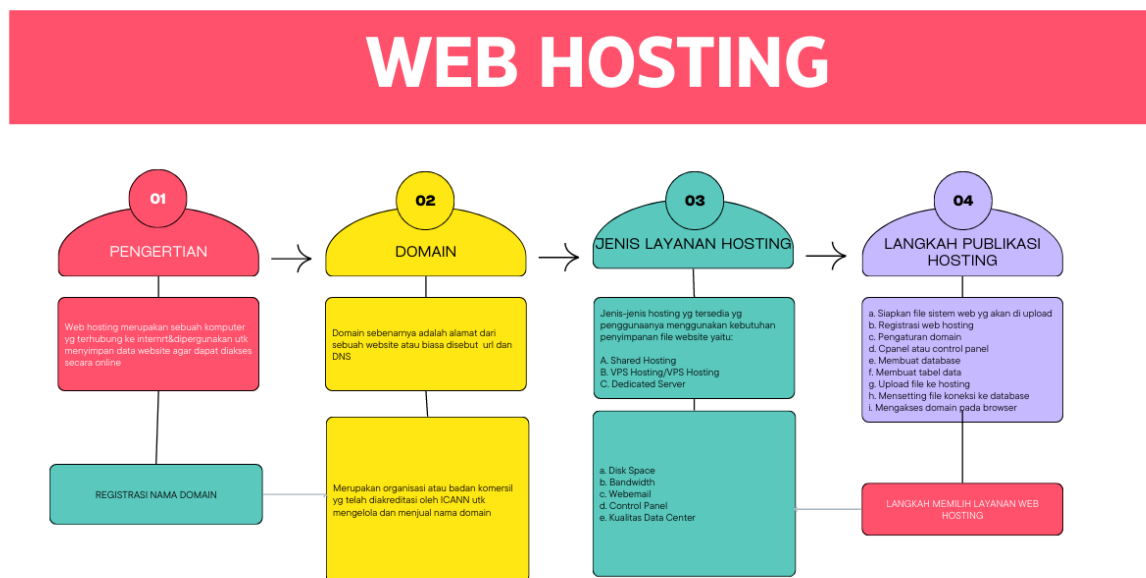 WEB HOSTING
01
PENGERTIAN
Web hosting merupakan sebuah komputer
yg terhubung ke internrt&dipergunakan utk
menyimpan data website agar dapat diakses
secara online
REGISTRASI NAMA DOMAIN
02
DOMAIN
Domain sebenarnya adalah alamat dari
sebuah website atau biasa disebut url dan
DNS
Merupakan organisasi atau badan komersil
yg telah diakreditasi oleh ICANN utk
mengelola dan menjual nama domain
03
JENIS LAYANAN HOSTING
Jenis-jenis hosting yg tersedia yg
penggunaanya menggunakan kebutuhan
penyimpanan file website yaitu:
A. Shared Hosting
B. VPS Hosting/VPS Hosting
C. Dedicated Server
a. Disk Space
b. Bandwidth
c. Webemail
d. Control Panel
e. Kualitas Data Center
04
LANGKAH PUBLIKASI
HOSTING
a. Siapkan file sistem web yg akan di upload
b. Registrasi web hosting
c. Pengaturan domain
d. Cpanel atau control panel
e. Membuat database
f. Membuat tabel data
g. Upload file ke hosting
h. Mensetting file koneksi ke database
i. Mengakses domain pada browser
LANGKAH MEMILIH LAYANAN WEB
HOSTING